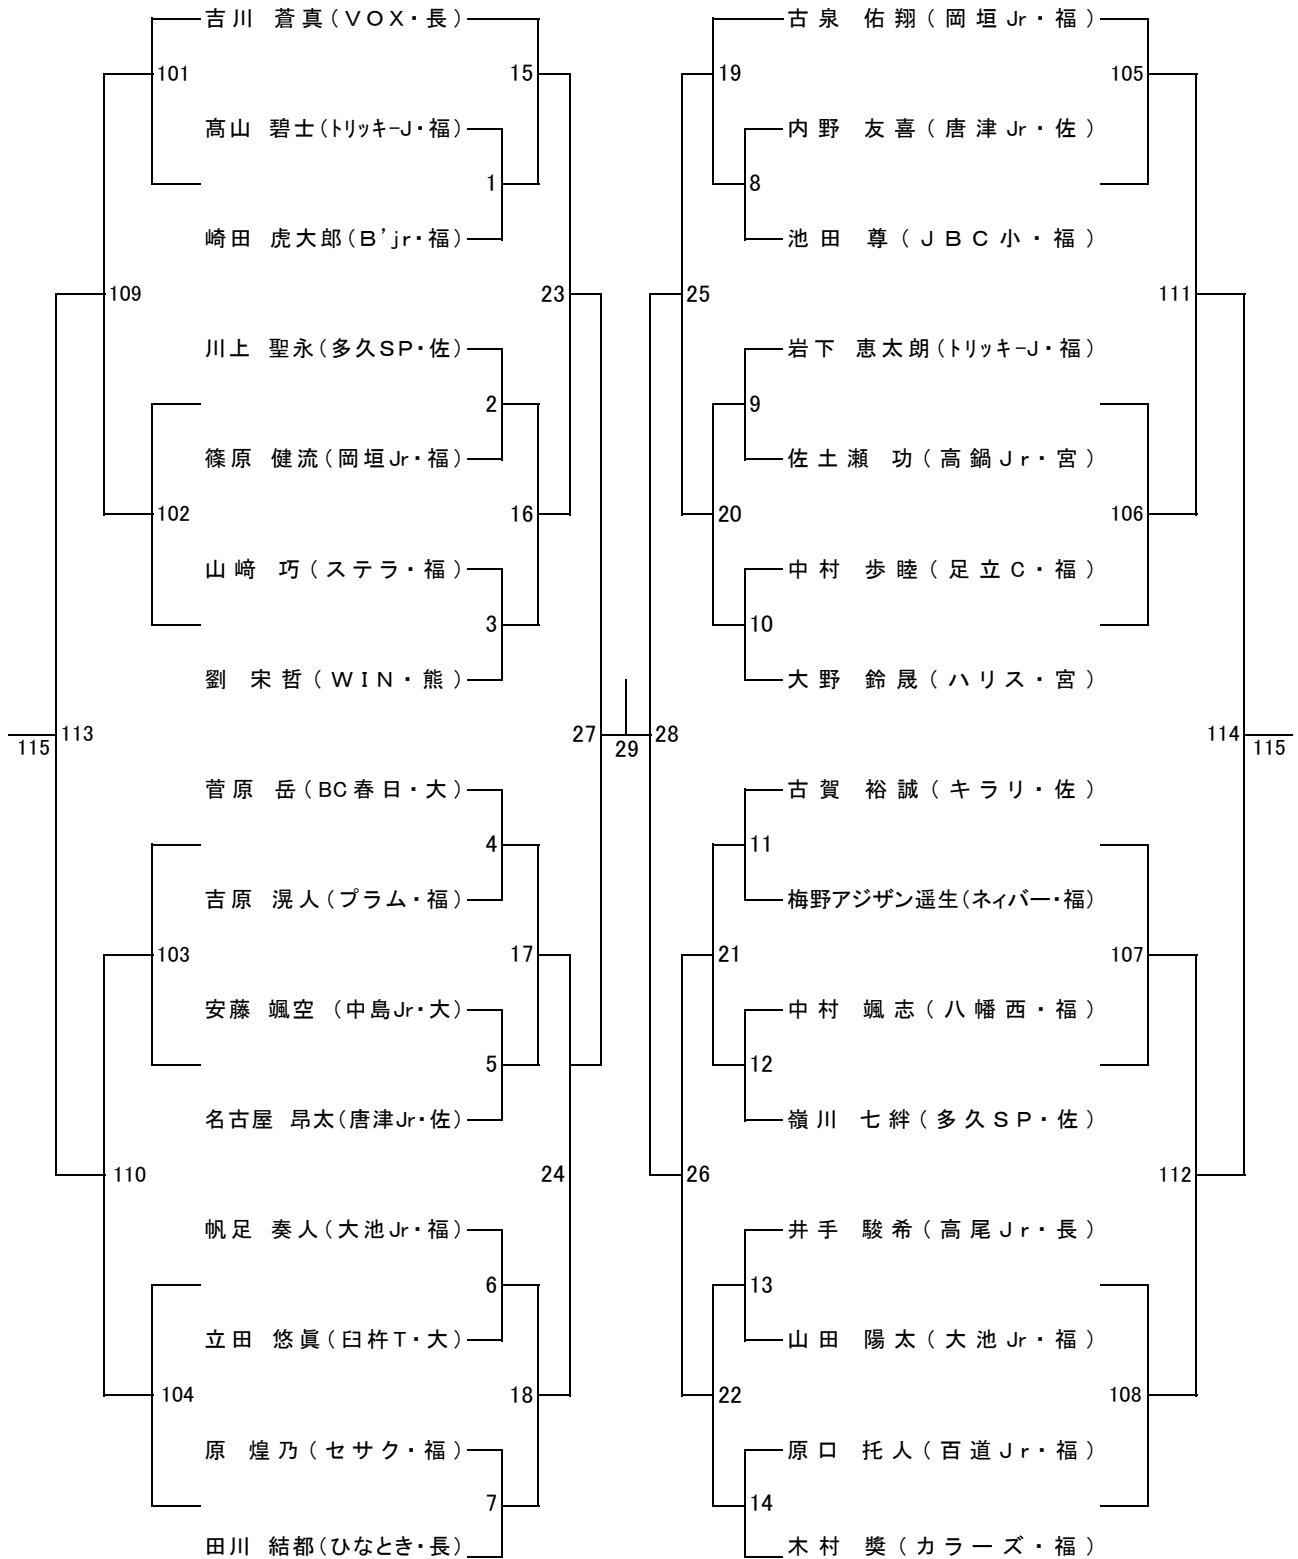 吉川 蒼真(VOX・長)
101
15
髙山 碧士(トリッキーJ・福)
1
崎田 虎大郎(B’jr・福)
109
23
川上 聖永(多久SP・佐)
2
篠原 健流(岡垣Jr・福)
102
16
山﨑 巧(ステラ・福)
3
劉 宋哲(WIN・熊)
115
113
27
29
菅原 岳(BC春日・大)
4
吉原 滉人(プラム・福)
103
17
安藤 颯空 (中島Jr・大)
5
名古屋 昂太(唐津Jr・佐)
110
24
帆足 奏人(大池Jr・福)
6
立田 悠眞(臼杵T・大)
104
18
原 煌乃(セサク・福)
7
田川 結都(ひなとき・長)
古泉 佑翔(岡垣Jr・福)
19
105
内野 友喜(唐津Jr・佐)
8
池田 尊(JBC小・福)
25
111
岩下 恵太朗(トリッキーJ・福)
9
佐土瀬 功(高鍋Jr・宮)
20
106
中村 歩睦(足立C・福)
10
大野 鈴晟(ハリス・宮)
28
114
115
古賀 裕誠(キラリ・佐)
11
梅野アジザン遥生(ネィバー・福)
21
107
中村 颯志(八幡西・福)
12
嶺川 七絆(多久SP・佐)
26
112
井手 駿希(高尾Jr・長)
13
山田 陽太(大池Jr・福)
22
108
原口 托人(百道Jr・福)
14
木村 奬(カラーズ・福)